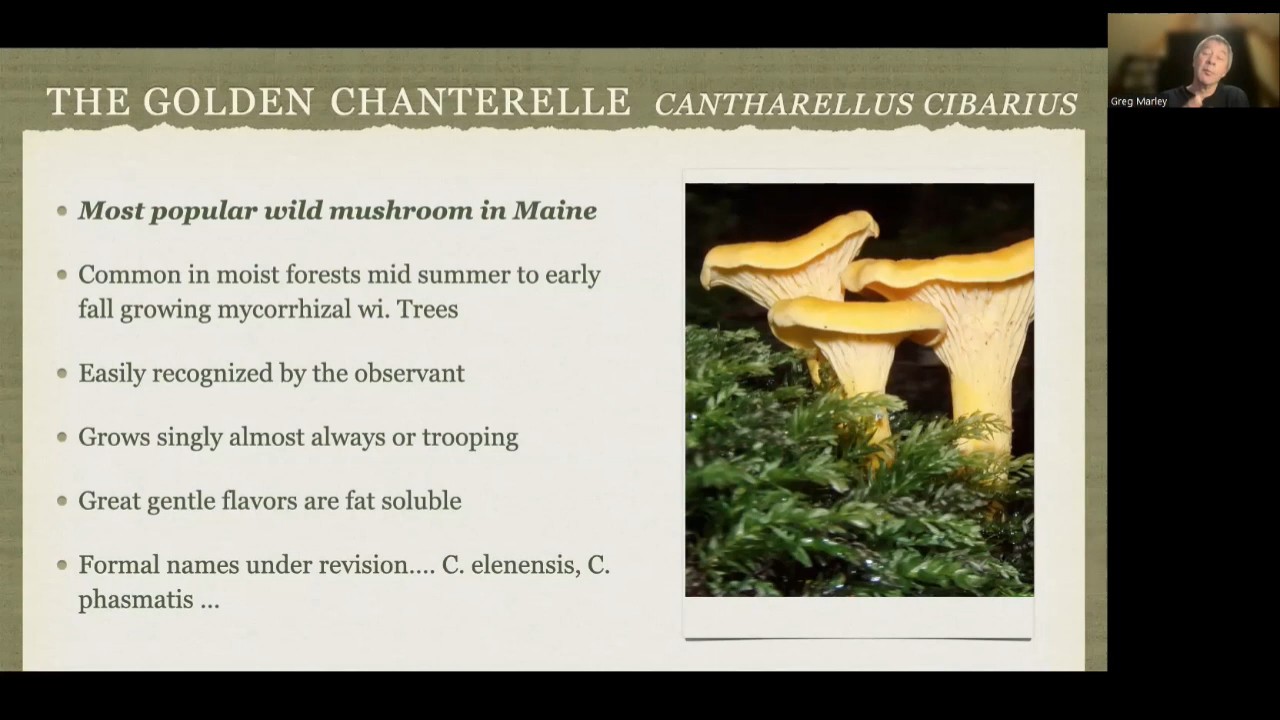 THE GOLDEN CHANTERELLE CANTHARELLUS CIBARIUS
Greg Marley
Most popular wild mushroom in Maine
Common in moist forests mid summer to early
fall growing mycorrhizal wi. Trees
Easily recognized by the observant
Grows singly almost always or trooping
Great gentle flavors are fat soluble
Formal names under revision.... C. elenensis, C.
phasmatis ...